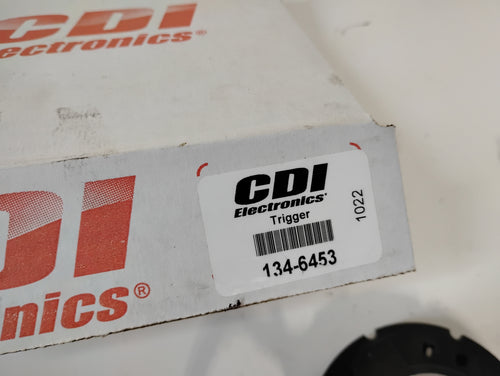 CDI
Electronics®
CDI
Electronics®
Trigger
134-6453
1022
DI
nics®